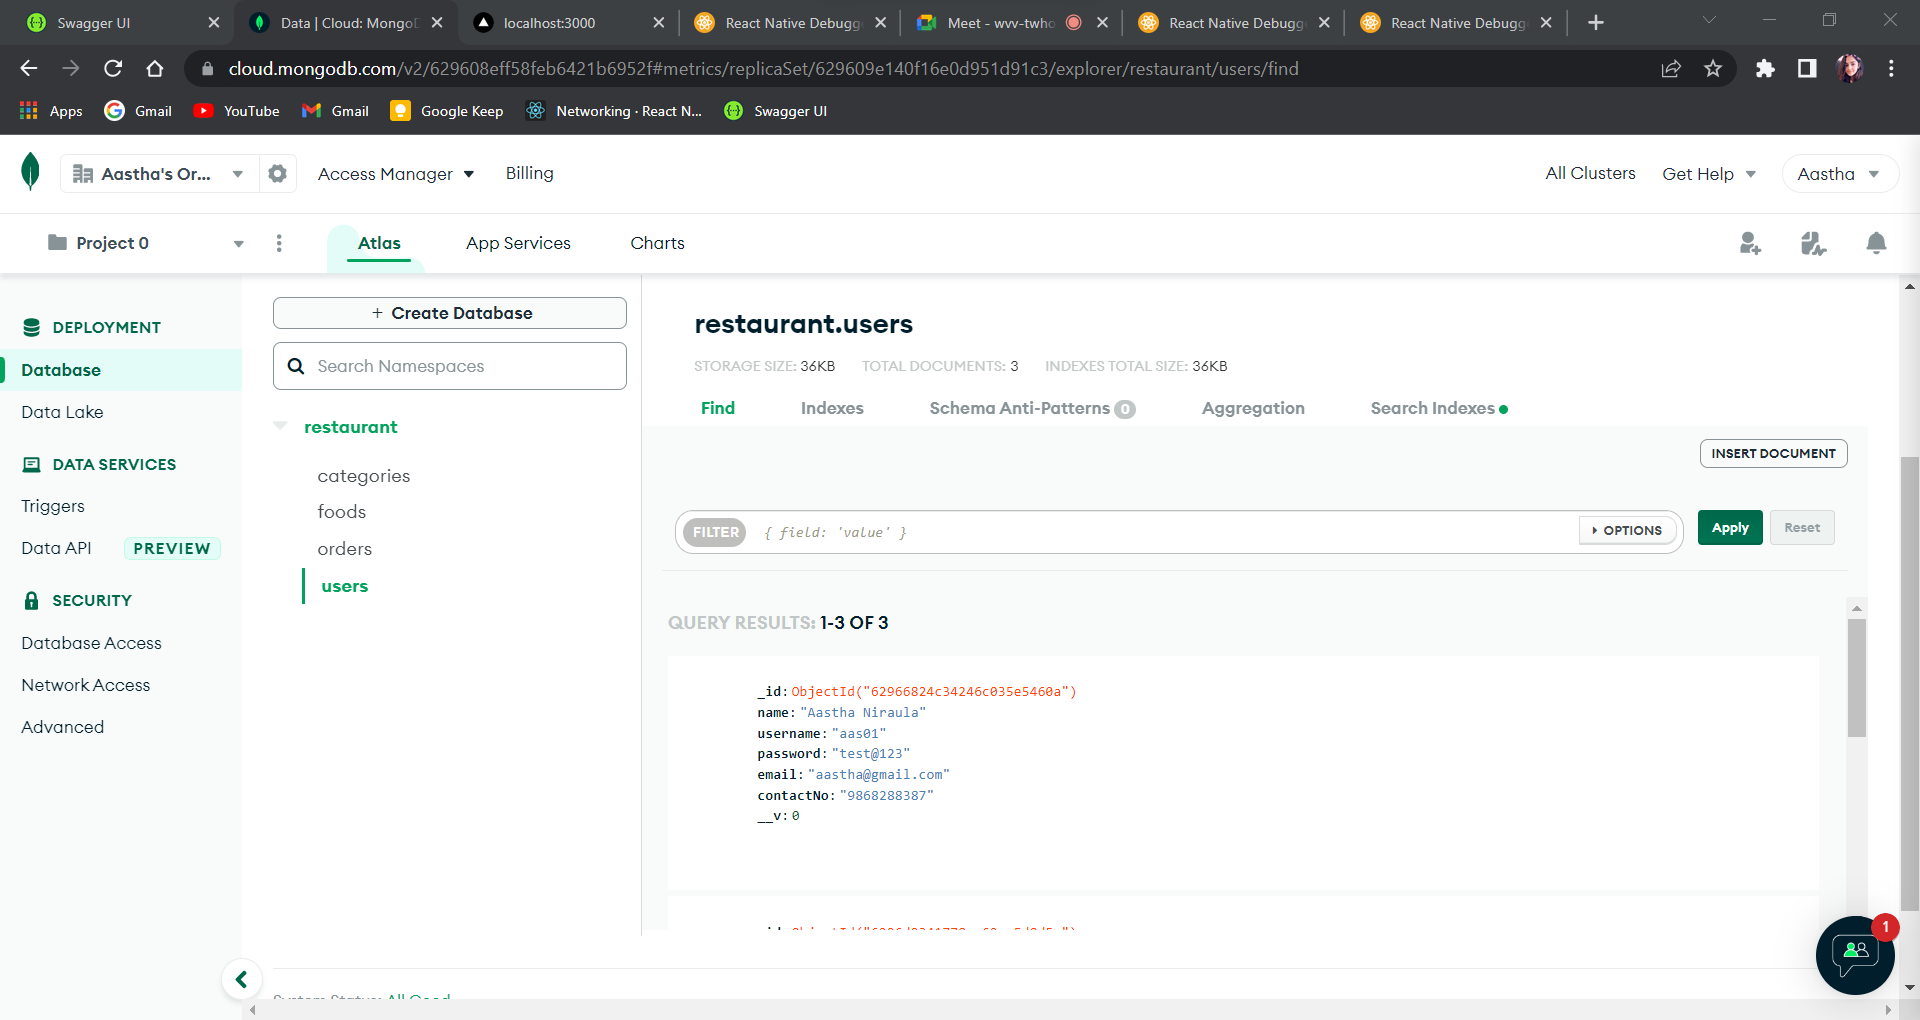 Swagger UI
Data | Cloud: MongoD
localhost:3000
React Native Debugge
Meet - wvv-twho
React Native Debugge
React Native Debugge
cloud.mongodb.com/v2/629608eff58feb6421b6952f#metrics/replicaSet/629609e140f16e0d951d91c3/explorer/restaurant/users/find
Apps
Gmail
YouTube
Gmail
Google Keep
Networking · React N...
Swagger UI
Aastha's Or...
Access Manager
Billing
All Clusters
Get Help
Aastha
Project 0
Atlas
App Services
Charts
DEPLOYMENT
Database
Data Lake
DATA SERVICES
Triggers
Data API PREVIEW
SECURITY
Database Access
Network Access
Advanced
+ Create Database
Search Namespaces
restaurant
categories
foods
orders
users
restaurant.users
STORAGE SIZE: 36KB TOTAL DOCUMENTS: 3 INDEXES TOTAL SIZE: 36KB
Find Indexes Schema Anti-Patterns 0 Aggregation Search Indexes
INSERT DOCUMENT
FILTER { field: 'value' } OPTIONS Apply Reset
QUERY RESULTS: 1-3 OF 3
_id: ObjectId("62966824c34246c035e5460a")
name: "Aastha Niraula"
username: "aas01"
password: "test@123"
email: "aastha@gmail.com"
contactNo: "9868288387"
__v: 0
System Status: All Good
1